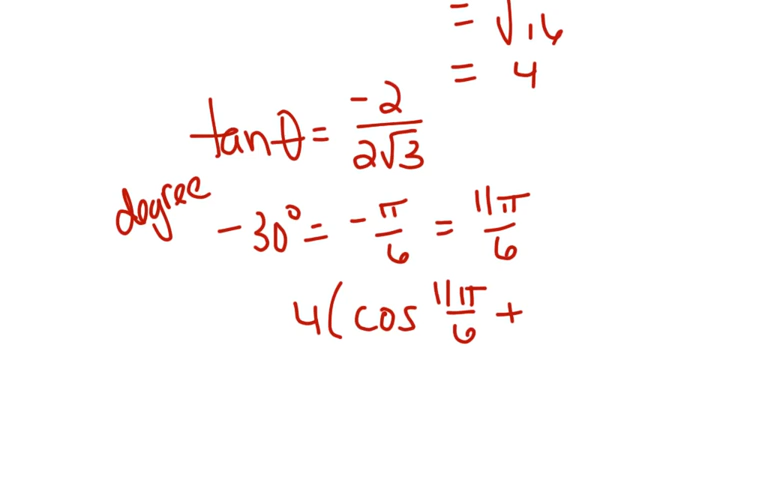 = √16
= 4
tanθ = -2/2√3
degree -30° = -π/6 = 11π/6
4(cos 11π/6 +